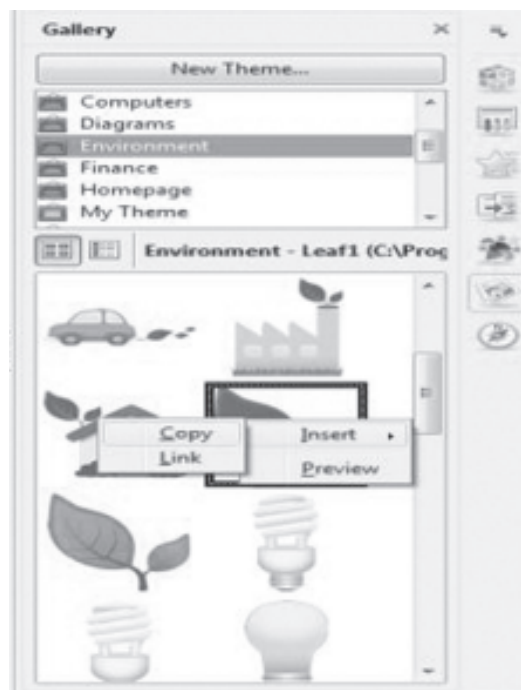 Gallery
New Theme...
Computers
Diagrams
Environment
Finance
Homepage
My Theme
Environment - Leaf1 (C:\Prog
Copy
Link
Insert
Preview